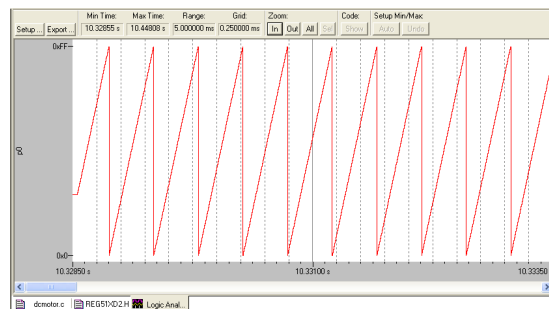 Min Time: Max Time: Range: Grid: Zoom: Code: Setup Min/Max:
Setup ... Export ... 10.32855 s 10.44808 s 5.000000 ms 0.250000 ms In Out All Sel Show Auto Undo
0xFF
p0
0x0
10.32850 s 10.33100 s 10.33350
dcmotor.c REG51XD2.H Logic Anal...